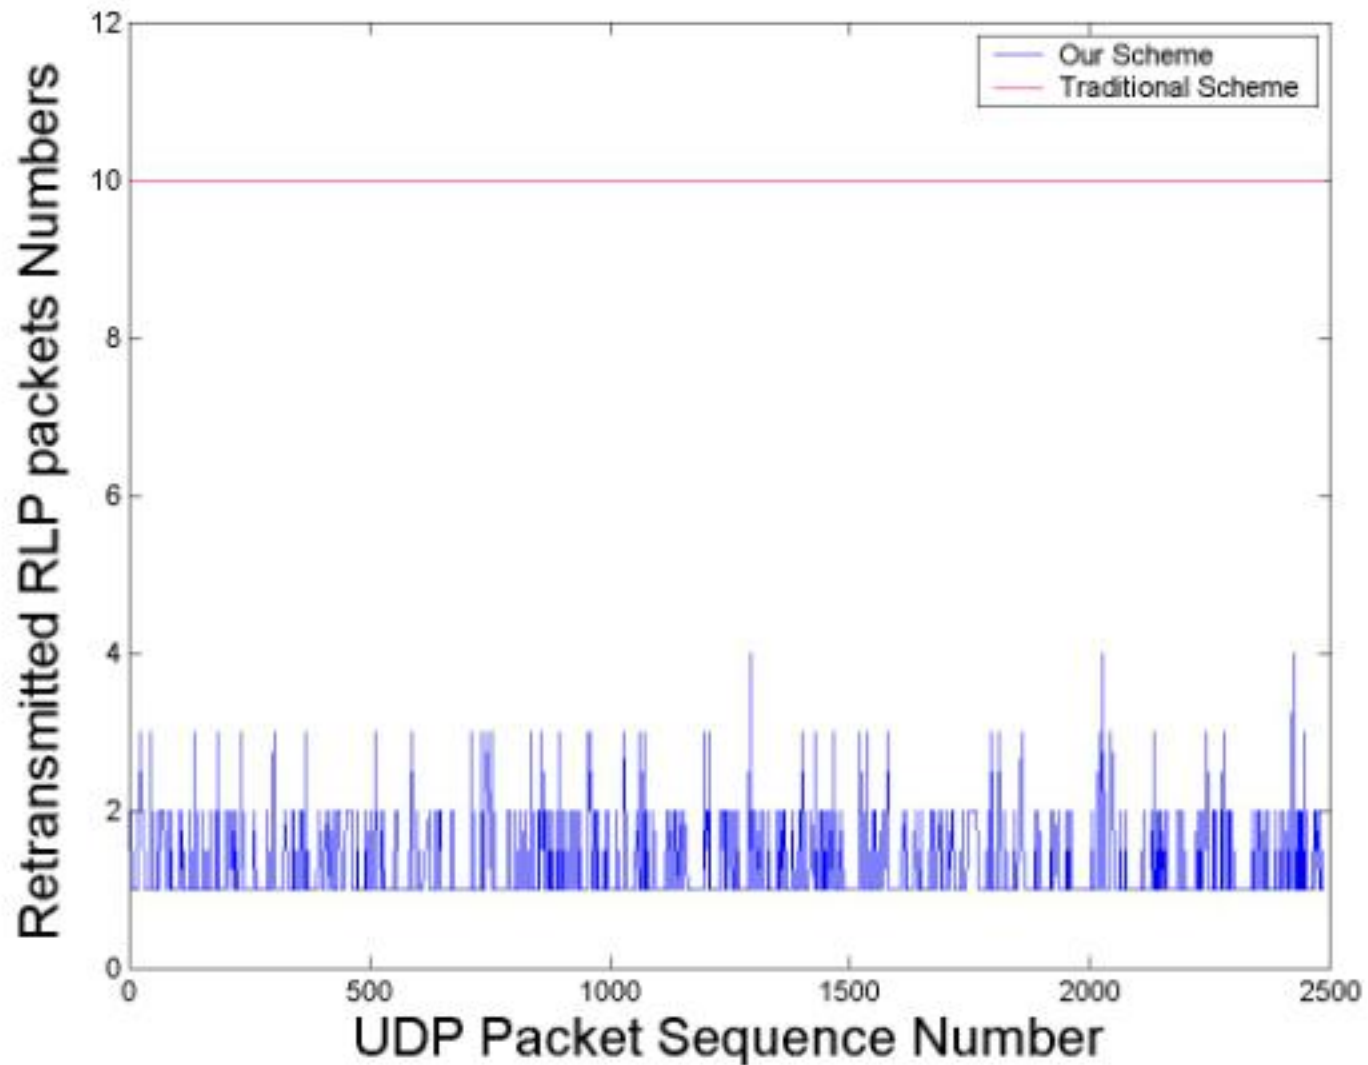 Retransmitted RLP packets Numbers
12
10
8
6
4
2
0
Our Scheme
Traditional Scheme
0 500 1000 1500 2000 2500
UDP Packet Sequence Number